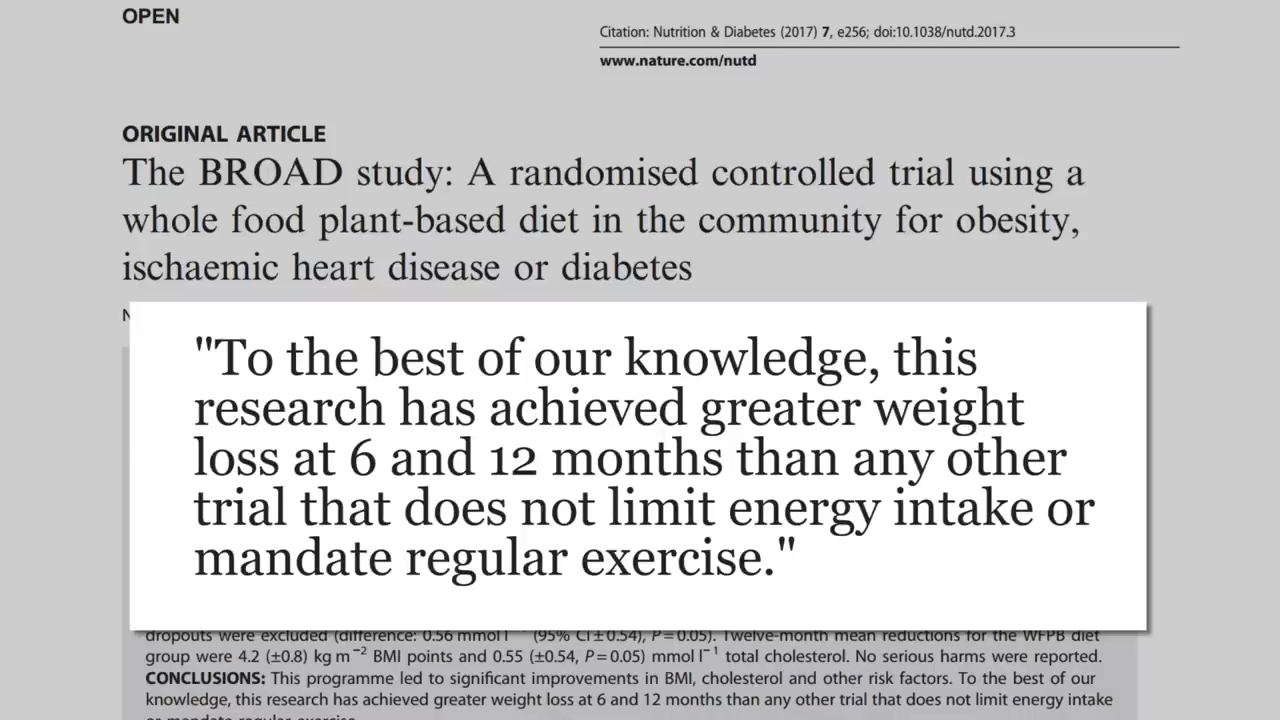 OPEN
Citation: Nutrition & Diabetes (2017) 7, e256; doi:10.1038/nutd.2017.3
www.nature.com/nutd
ORIGINAL ARTICLE
The BROAD study: A randomised controlled trial using a
whole food plant-based diet in the community for obesity,
ischaemic heart disease or diabetes
"To the best of our knowledge, this
research has achieved greater weight
loss at 6 and 12 months than any other
trial that does not limit energy intake or
mandate regular exercise."
dropouts were excluded (difference: 0.56 mmol l (95% CI ± 0.54), P = 0.05). Twelve-month mean reductions for the WFPB diet
group were 4.2 (±0.8) kg m⁻² BMI points and 0.55 (±0.54, P = 0.05) mmol l⁻¹ total cholesterol. No serious harms were reported.
CONCLUSIONS: This programme led to significant improvements in BMI, cholesterol and other risk factors. To the best of our
knowledge, this research has achieved greater weight loss at 6 and 12 months than any other trial that does not limit energy intake
or mandate regular exercise.